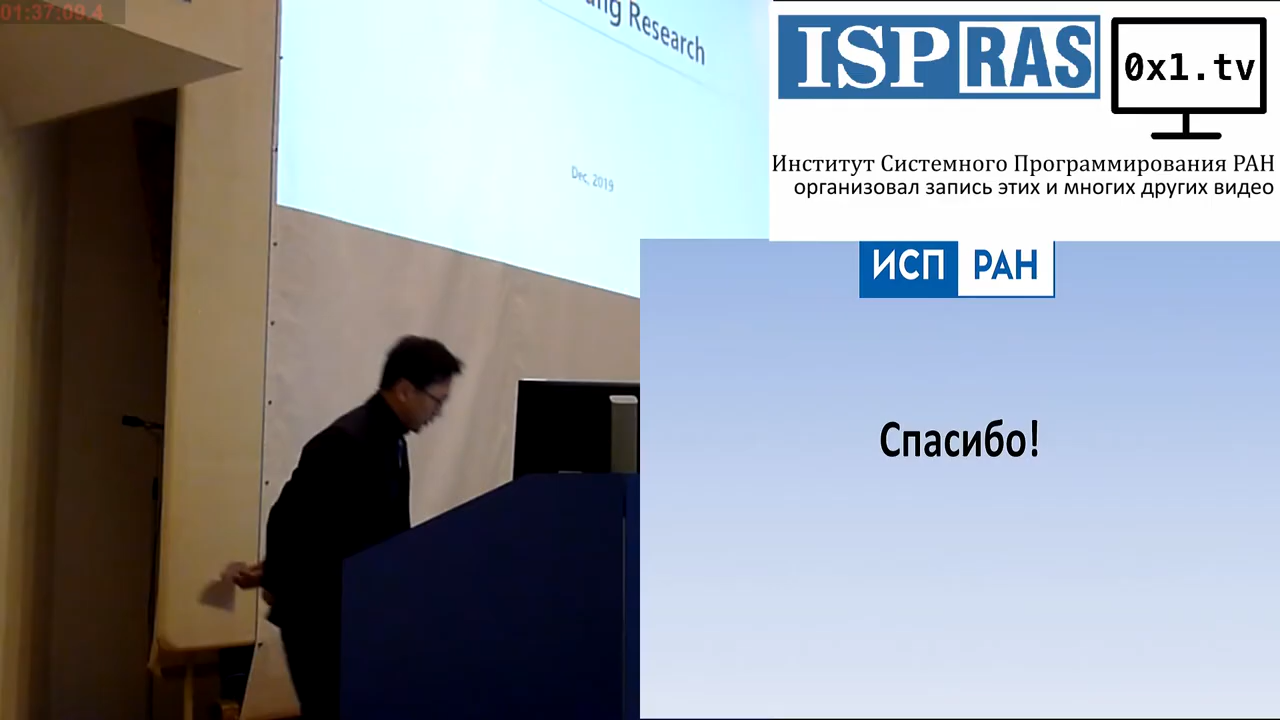 01:37:09.4
Research
Dec, 2019
ISP RAS
0x1.tv
Институт Системного Программирования РАН
организовал запись этих и многих других видео
ИСП РАН
Спасибо!